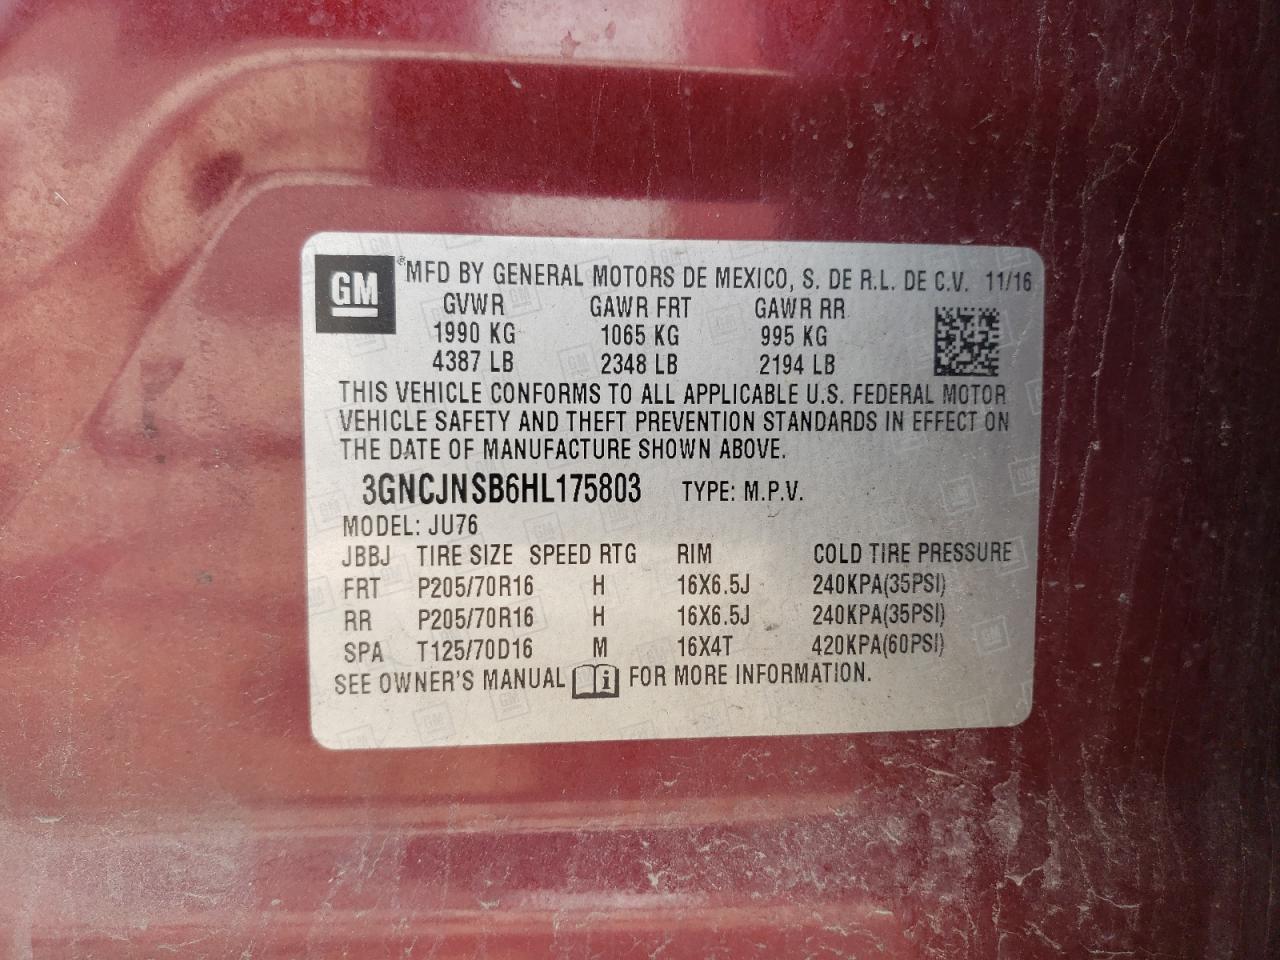 GM ® MFD BY GENERAL MOTORS DE MEXICO, S. DE R.L. DE C.V. 11/16
GVWR GAWR FRT GAWR RR
1990 KG 1065 KG 995 KG
4387 LB 2348 LB 2194 LB
THIS VEHICLE CONFORMS TO ALL APPLICABLE U.S. FEDERAL MOTOR
VEHICLE SAFETY AND THEFT PREVENTION STANDARDS IN EFFECT ON
THE DATE OF MANUFACTURE SHOWN ABOVE.
3GNCJNSB6HL175803 TYPE: M.P.V.
MODEL: JU76
JBBJ TIRE SIZE SPEED RTG RIM COLD TIRE PRESSURE
FRT P205/70R16 H 16X6.5J 240KPA(35PSI)
RR P205/70R16 H 16X6.5J 240KPA(35PSI)
SPA T125/70D16 M 16X4T 420KPA(60PSI)
SEE OWNER'S MANUAL i FOR MORE INFORMATION.